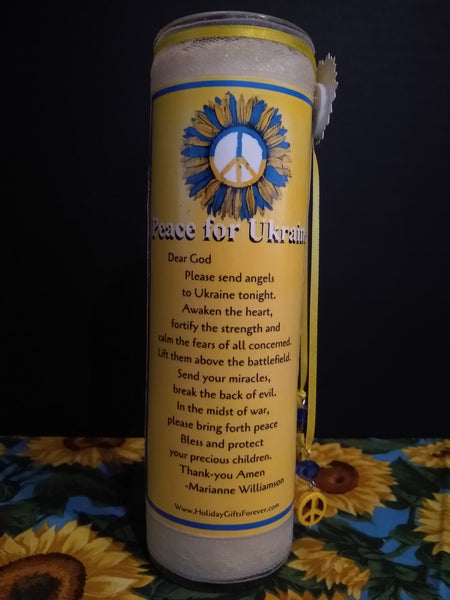 Peace for Ukraine
Dear God
Please send angels
to Ukraine tonight.
Awaken the heart,
fortify the strength and
calm the fears of all concerned.
Lift them above the battlefield.
Send your miracles,
break the back of evil.
In the midst of war,
please bring forth peace
Bless and protect
your precious children.
Thank-you Amen
-Marianne Williamson
Www.HolidayGiftsForever.com